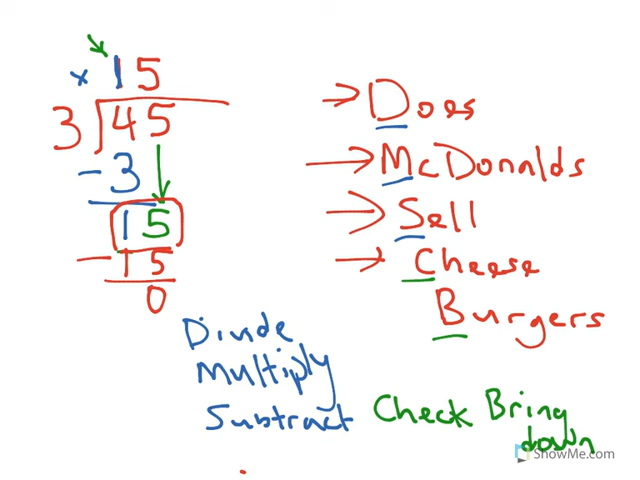 15
x
3 45
-3
15
-15
0
Does
McDonalds
Sell
Cheese
Burgers
Divide
Multiply
Subtract Check Bring
down
ShowMe.com